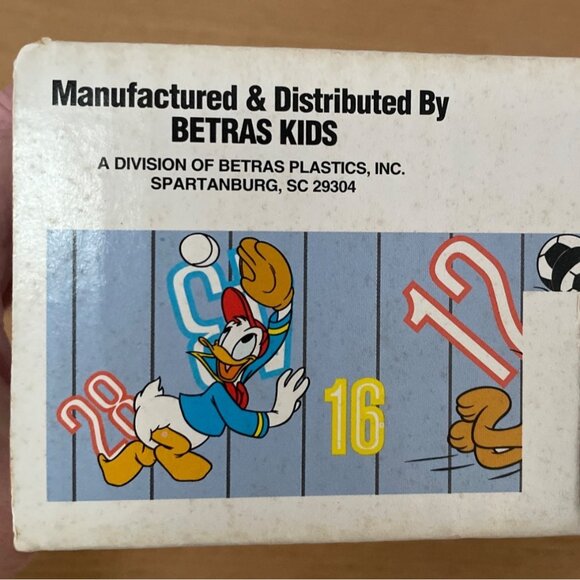 Manufactured & Distributed By
BETRAS KIDS
A DIVISION OF BETRAS PLASTICS, INC.
SPARTANBURG, SC 29304
12
28
16